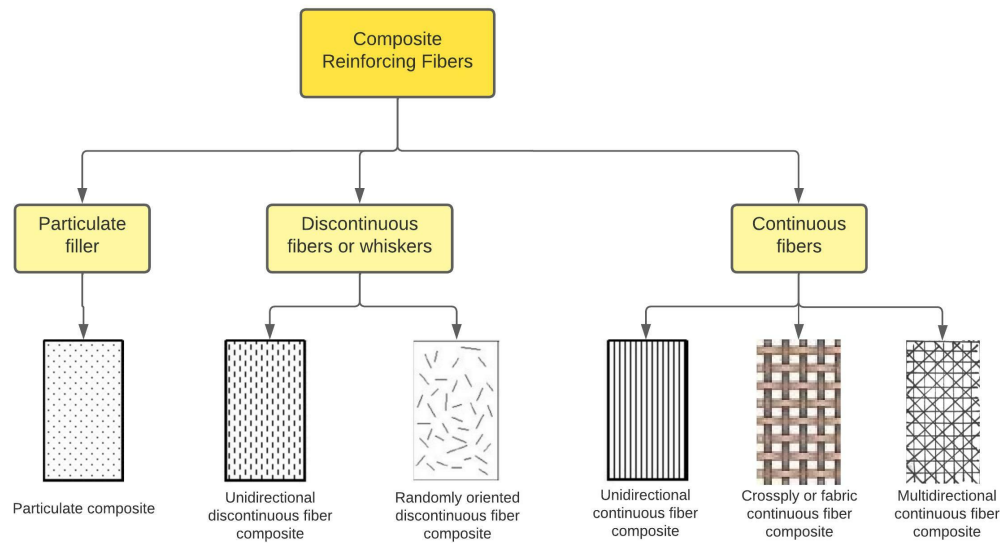 Composite
Reinforcing Fibers
Particulate
filler
Discontinuous
fibers or whiskers
Continuous
fibers
Particulate composite
Unidirectional
discontinuous fiber
composite
Randomly oriented
discontinuous fiber
composite
Unidirectional
continuous fiber
composite
Crossply or fabric
continuous fiber
composite
Multidirectional
continuous fiber
composite